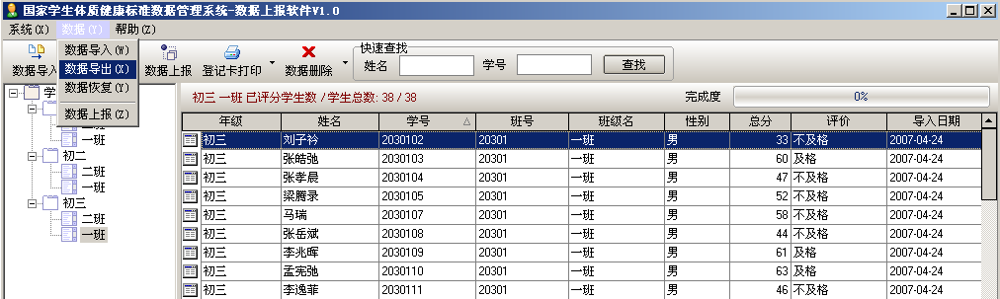 国家学生体质健康标准数据管理系统-数据上报软件V1.0
系统(X) 数据(Y) 帮助(Z)
数据导入(W)
数据导出(X)
数据恢复(Y)
数据上报(Z)
数据导入 数据上报 登记卡打印 数据删除
快速查找
姓名 学号 查找
学
一班
初二
二班
一班
初三
二班
一班
初三 一班 已评分学生数 / 学生总数: 38 / 38 完成度 0%
年级 姓名 学号 班号 班级名 性别 总分 评价 导入日期
初三 刘子衿 2030102 20301 一班 男 33 不及格 2007-04-24
初三 张皓弛 2030103 20301 一班 男 60 及格 2007-04-24
初三 张孝晨 2030104 20301 一班 男 47 不及格 2007-04-24
初三 梁腾录 2030105 20301 一班 男 52 不及格 2007-04-24
初三 马瑞 2030107 20301 一班 男 58 不及格 2007-04-24
初三 张岳斌 2030108 20301 一班 男 44 不及格 2007-04-24
初三 李兆晖 2030109 20301 一班 男 61 及格 2007-04-24
初三 孟宪弛 2030110 20301 一班 男 63 及格 2007-04-24
初三 李逸菲 2030111 20301 一班 男 46 不及格 2007-04-24